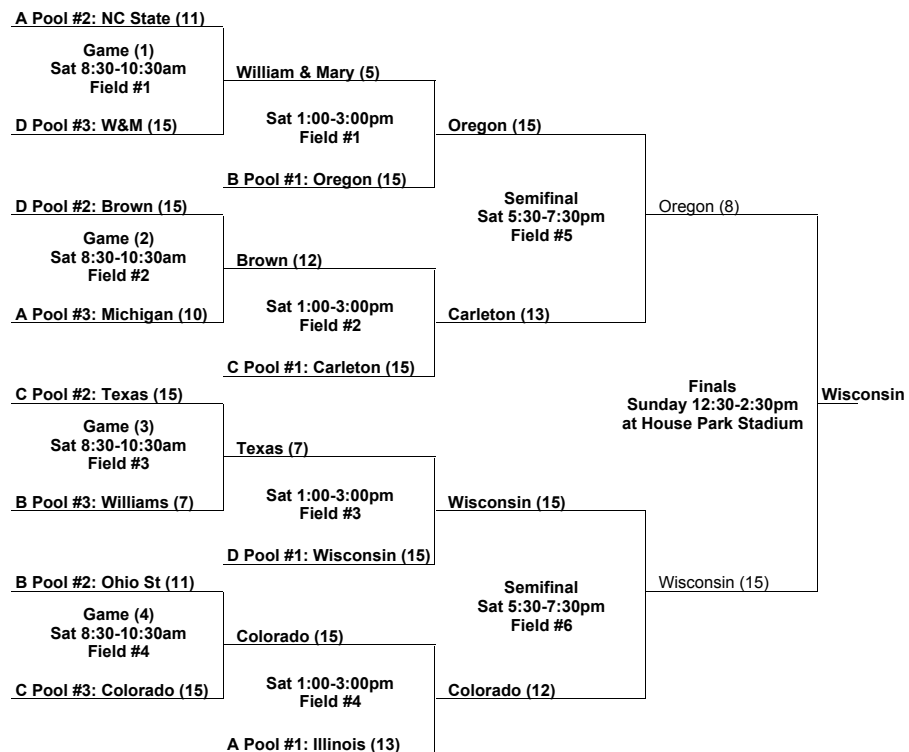 A Pool #2: NC State (11)
Game (1)
Sat 8:30-10:30am
Field #1
D Pool #3: W&M (15)
William & Mary (5)
Sat 1:00-3:00pm
Field #1
B Pool #1: Oregon (15)
Oregon (15)
D Pool #2: Brown (15)
Game (2)
Sat 8:30-10:30am
Field #2
A Pool #3: Michigan (10)
Brown (12)
Sat 1:00-3:00pm
Field #2
C Pool #1: Carleton (15)
Carleton (13)
Semifinal
Sat 5:30-7:30pm
Field #5
Oregon (8)
C Pool #2: Texas (15)
Game (3)
Sat 8:30-10:30am
Field #3
B Pool #3: Williams (7)
Texas (7)
Sat 1:00-3:00pm
Field #3
D Pool #1: Wisconsin (15)
Wisconsin (15)
B Pool #2: Ohio St (11)
Game (4)
Sat 8:30-10:30am
Field #4
C Pool #3: Colorado (15)
Colorado (15)
Sat 1:00-3:00pm
Field #4
A Pool #1: Illinois (13)
Colorado (12)
Semifinal
Sat 5:30-7:30pm
Field #6
Wisconsin (15)
Finals
Sunday 12:30-2:30pm
at House Park Stadium
Wisconsin